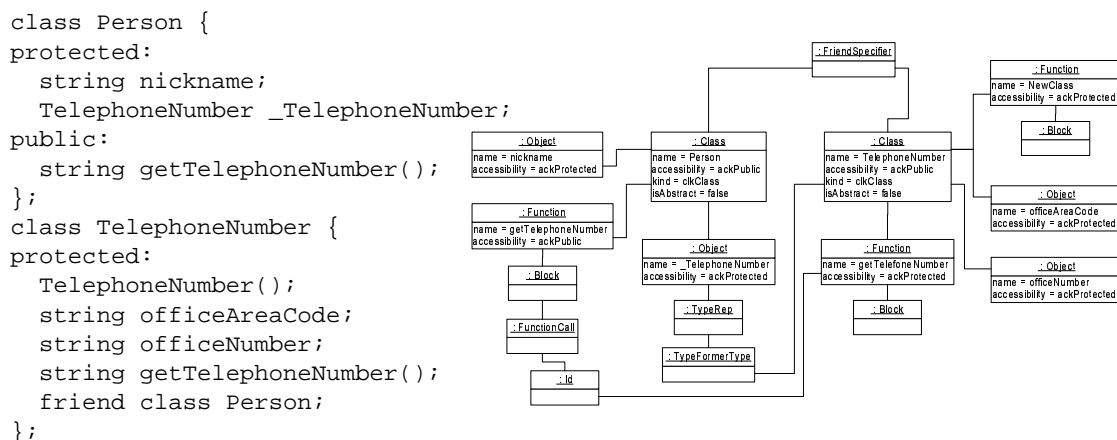 class Person {
protected:
string nickname;
TelephoneNumber _TelephoneNumber;
public:
string getTelephoneNumber();
};
class TelephoneNumber {
protected:
TelephoneNumber();
string officeAreaCode;
string officeNumber;
string getTelephoneNumber();
friend class Person;
};
: FriendSpecifier
: Function
name = NewClass
accessibility = ackProtected
: Block
: Object
name = nickname
accessibility = ackProtected
: Class
name = Person
accessibility = ackPublic
kind = clkClass
isAbstract = false
: Class
name = TelephoneNumber
accessibility = ackPublic
kind = clkClass
isAbstract = false
: Object
name = officeAreaCode
accessibility = ackProtected
: Function
name = getTelephoneNumber
accessibility = ackPublic
: Object
name = _TelephoneNumber
accessibility = ackProtected
: Function
name = getTelefoneNumber
accessibility = ackProtected
: Object
name = officeNumber
accessibility = ackProtected
: Block
: TypeRep
: Block
: FunctionCall
: TypeFormerType
: Id